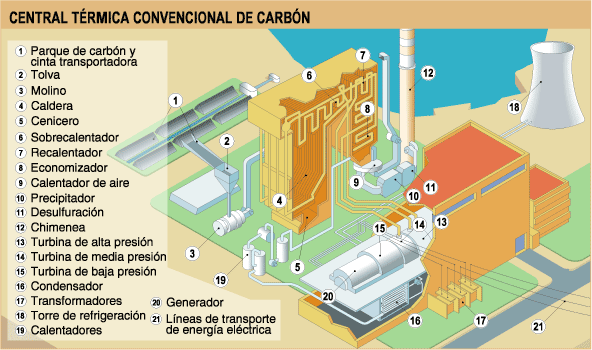 CENTRAL TÉRMICA CONVENCIONAL DE CARBÓN
1 Parque de carbón y
cinta transportadora
2 Tolva
3 Molino
4 Caldera
5 Cenicero
6 Sobrecalentador
7 Recalentador
8 Economizador
9 Calentador de aire
10 Precipitador
11 Desulfuración
12 Chimenea
13 Turbina de alta presión
14 Turbina de media presión
15 Turbina de baja presión
16 Condensador
17 Transformadores
18 Torre de refrigeración
19 Calentadores
20 Generador
21 Líneas de transporte
de energía eléctrica
1
2
3
4
5
6
7
8
9
10
11
12
13
14
15
16
17
18
19
20
21